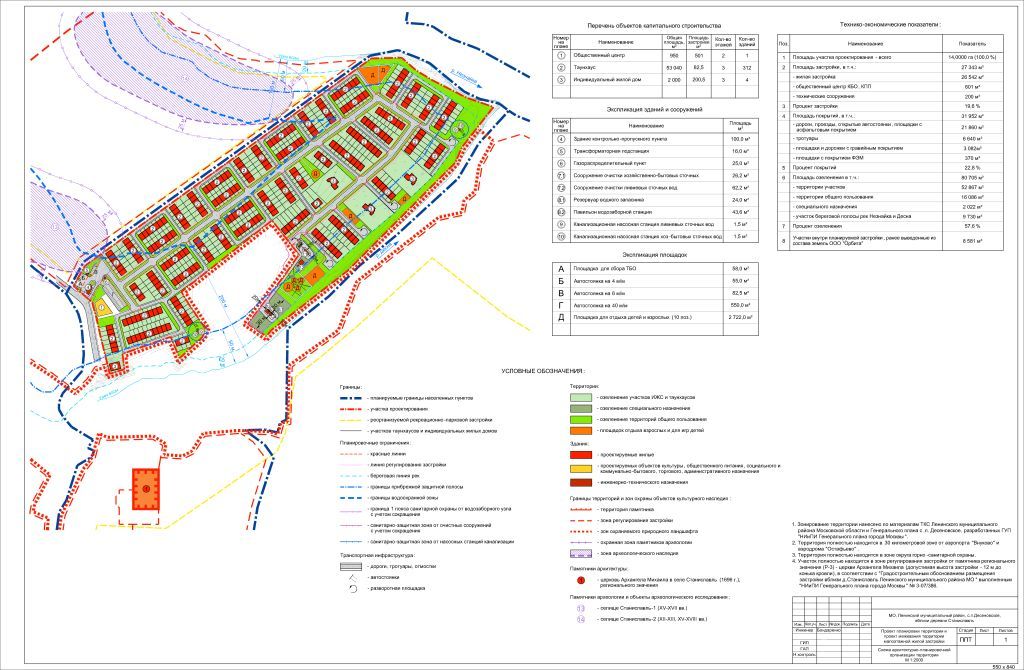 Перечень объектов капитального строительства
Номер на плане
Наименование
Общая площадь, м²
Площадь застройки м²
Кол-во этажей
Кол-во зданий
1 Общественный центр 950 501 2 1
2 Таунхаус 63 040 82,5 3 312
3 Индивидуальный жилой дом 2 000 200,5 3 4
Экспликация зданий и сооружений
Номер на плане
Наименование
Площадь м²
4 Здание контрольно-пропускного пункта 100,0 м²
5 Трансформаторная подстанция 16,0 м²
6 Газораспределительный пункт 25,0 м²
7.1 Сооружение очистки хозяйственно-бытовых сточных 26,2 м²
7.2 Сооружение очистки ливневых сточных вод 62,2 м²
8.1 Резервуар водного запаса 24,0 м²
8.2 Павильон водозаборной станции 43,6 м²
9 Канализационная насосная станция ливневых сточных вод 1,5 м²
10 Канализационная насосная станция хоз-бытовых сточных вод 1,5 м²
Экспликация площадок
А Площадка для сбора ТБО 58,0 м²
Б Автостоянка на 4 м/м 55,0 м²
В Автостоянка на 6 м/м 82,5 м²
Г Автостоянка на 40 м/м 550,0 м²
Д Площадка для отдыха детей и взрослых (10 поз.) 2 722,0 м²
Технико-экономические показатели :
Поз. Наименование Показатель
1 Площадь участка проектирования - всего 14,0000 га (100,0 %)
2 Площадь застройки, в т.ч.: 27 343 м²
- жилая застройка 26 542 м²
- общественный центр КБО, КПП 601 м²
- технические сооружения 200 м²
3 Процент застройки 19,6 %
4 Площадь покрытий, в т.ч.: 31 952 м²
- дороги, проезды, открытые автостоянки, площадки с
асфальтовым покрытием 21 860 м²
- тротуары 6 640 м²
- площадки и дорожки с гравийным покрытием 3 082м²
- площадки с покрытием ФЭМ 370 м²
5 Процент покрытий 22,8 %
6 Площадь озеленения в т.ч.: 80 705 м²
- территории участков 52 867 м²
- территории общего пользования 16 086 м²
- специального назначения 2 022 м²
- участок береговой полосы рек Незнайка и Десна 9 730 м²
7 Процент озеленения 57,6 %
8 Участки внутри планируемой застройки, ранее выведенные из
состава земель ООО "Орбита" 8 581 м²
УСЛОВНЫЕ ОБОЗНАЧЕНИЯ:
Границы:
- планируемые границы населенных пунктов
- участка проектирования
- реорганизуемой рекреационно-парковой застройки
- участков таунхаусов и индивидуальных жилых домов
Планировочные ограничения:
- красные линии
- линия регулирования застройки
- береговая линия рек
- границы прибрежной защитной полосы
- границы водоохранной зоны
- граница 1 пояса санитарной охраны от водозаборного узла
с учетом сокращения
- санитарно-защитная зона от очистных сооружений
с учетом сокращения
- санитарно-защитная зона от насосных станций канализации
Транспортная инфраструктура:
- дороги, тротуары, отмостки
- автостоянки
- разворотная площадка
Территории:
- озеленение участков ИЖС и таунхаусов
- озеленение специального назначения
- озеленение территорий общего пользования
- площадок отдыха взрослых и для игр детей
Здания:
- проектируемые жилые
- проектируемых объектов культуры, общественного питания, социального и
коммунально-бытового, торгового, административного назначения
- инженерно-технического назначения
Границы территорий и зон охраны объектов культурного наследия :
- территория памятника
- зона регулирования застройки
- зон охраняемого природного ландшафта
- охранная зона памятников археологии
- зона археологического наследия
Памятники архитектуры:
1 - церковь Архангела Михаила в селе Станиславль (1696 г.),
регионального значения
Памятники археологии и объекты археологического исследования :
13 - селище Станиславль-1 (XV-XVII вв.)
14 - селище Станиславль-2 (XII-XIII, XV-XVIII вв.)
1. Зонирование территории нанесено по материалам ТКС Ленинского муниципального
района Московской области и Генерального плана с.п. Десеновское, разработанных ГУП
"НИиПИ Генерального плана города Москвы".
2. Территория полностью находится в 30 километровой зоне от аэропорта "Внуково" и
аэродрома "Остафьево".
3. Территория полностью находится в зоне округа горно-санитарной охраны.
4. Участок полностью находится в зоне регулирования застройки от памятника регионального
значения (Р-3) - церкви Архангела Михаила (допустимая высота застройки - 12 м до
конька кровли), в соответствии с "Градостроительным обоснованием размещения
застройки вблизи д.Станиславль Ленинского муниципального района МО" выполненным
"НИиПИ Генерального плана города Москвы" № 3-07/386.
МО, Ленинский муниципальный район, с.п.Десеновское,
вблизи деревни Станиславль
Изм. Кол.уч. Лист №док. Подпись Дата
Инженер Бондаренко
ГИП
ГАП
Н.контроль
Проект планировки территории и
проект межевания территории
малоэтажной жилой застройки
Стадия Лист Листов
ППТ 1
Схема архитектурно-планировочной
организации территории
М 1:2000
550 x 840